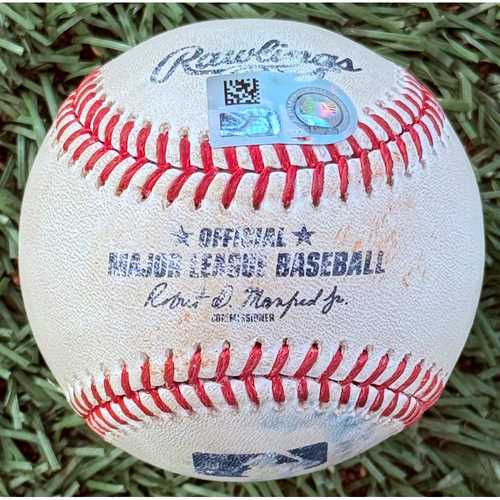 Rawlings
★ OFFICIAL ★
MAJOR LEAGUE BASEBALL
Robert D. Manfred Jr.
COMMISSIONER